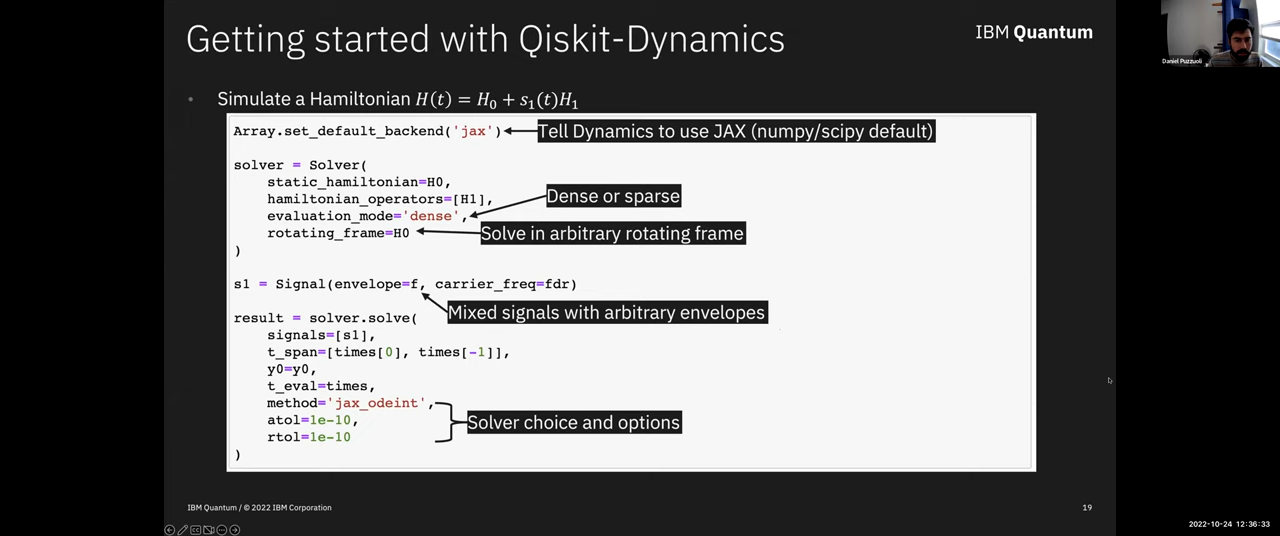 Getting started with Qiskit-Dynamics
IBM Quantum
Daniel Puzzuoli
• Simulate a Hamiltonian H(t) = H₀ + s₁(t)H₁
Array.set_default_backend('jax')
Tell Dynamics to use JAX (numpy/scipy default)
solver = Solver(
    static_hamiltonian=H0,
    hamiltonian_operators=[H1],
    evaluation_mode='dense',
    rotating_frame=H0
)
Dense or sparse
Solve in arbitrary rotating frame
s1 = Signal(envelope=f, carrier_freq=fdr)
Mixed signals with arbitrary envelopes
result = solver.solve(
    signals=[s1],
    t_span=[times[0], times[-1]],
    y0=y0,
    t_eval=times,
    method='jax_odeint',
    atol=1e-10,
    rtol=1e-10
)
Solver choice and options
IBM Quantum / © 2022 IBM Corporation
19
2022-10-24 12:36:33